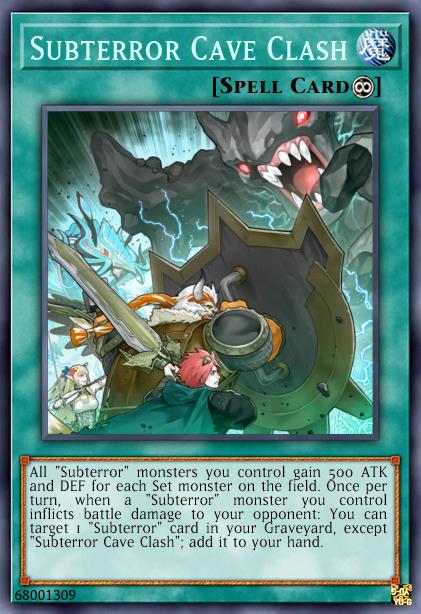 Subterror Cave Clash 魔
[Spell Card]
All "Subterror" monsters you control gain 500 ATK
and DEF for each Set monster on the field. Once per
turn, when a "Subterror" monster you control
inflicts battle damage to your opponent: You can
target 1 "Subterror" card in your Graveyard, except
"Subterror Cave Clash"; add it to your hand.
68001309